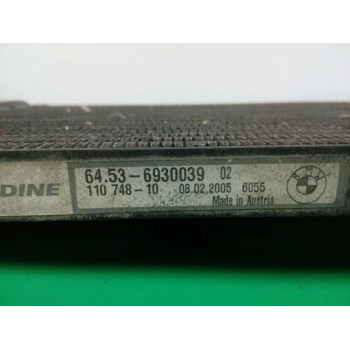 DINE
64.53-6930039 02
110 748-10 08.02.2005 6055
Made in Austria